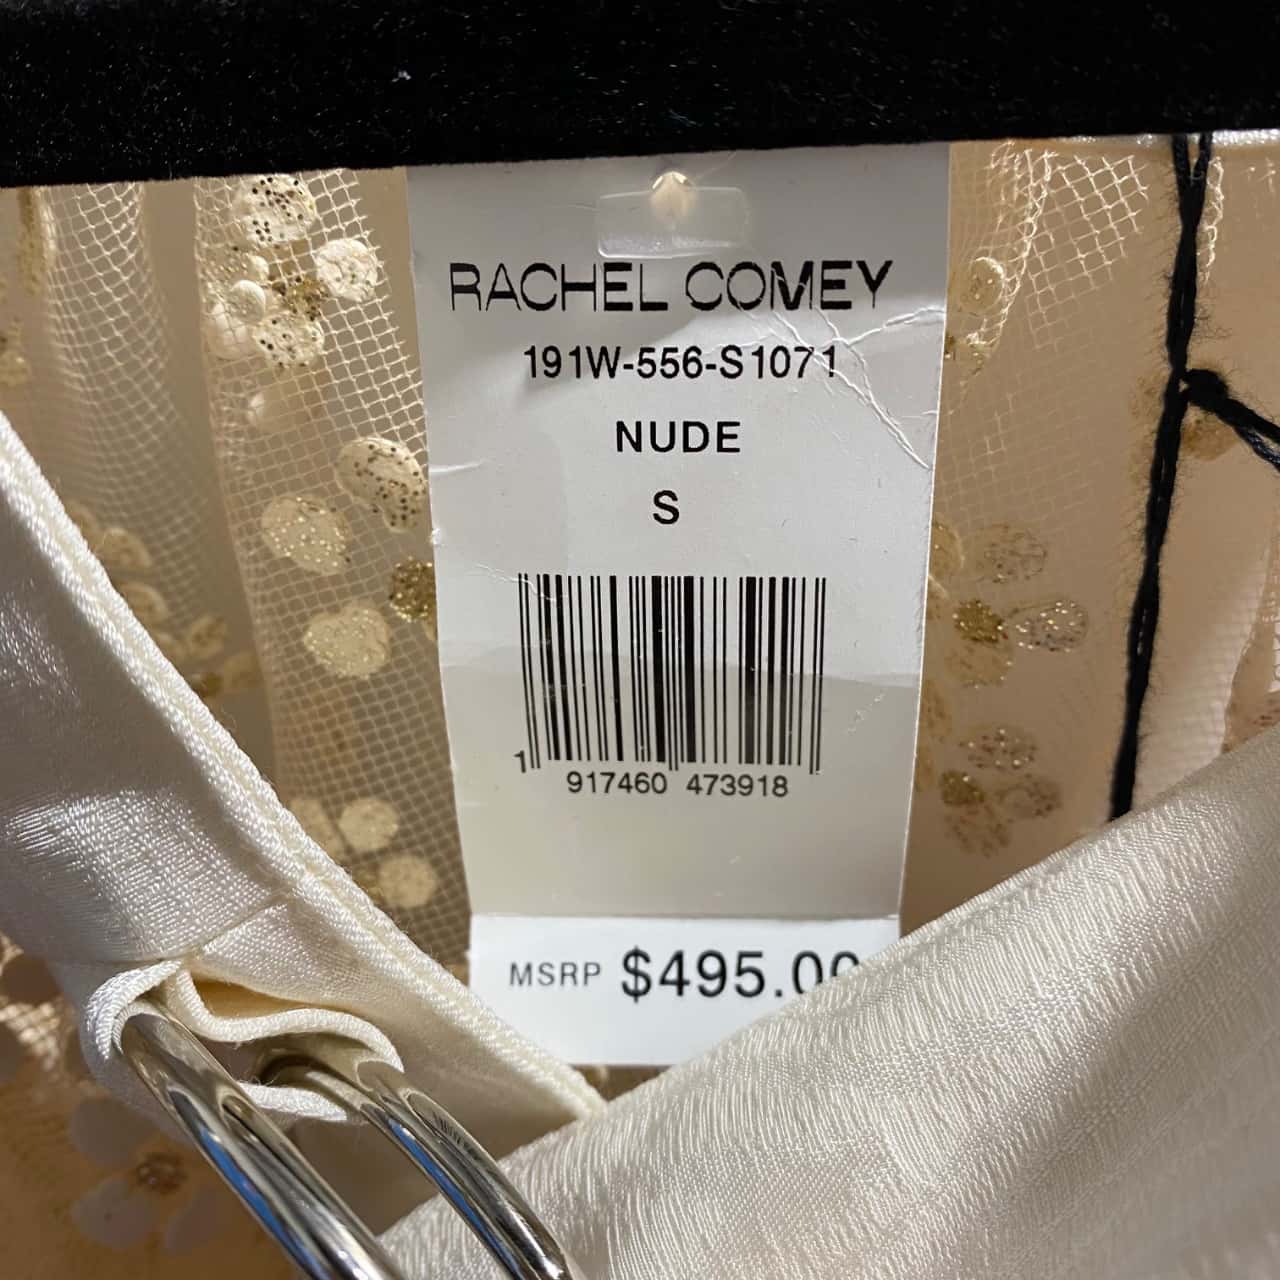 RACHEL COMEY
191W-556-S1071
NUDE
S
1 917460 473918
MSRP $495.00